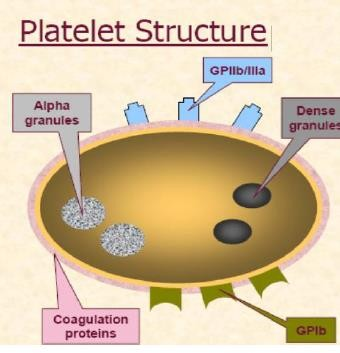 Platelet Structure
GPIIb/IIIa
Alpha
granules
Dense
granules
Coagulation
proteins
GPIb